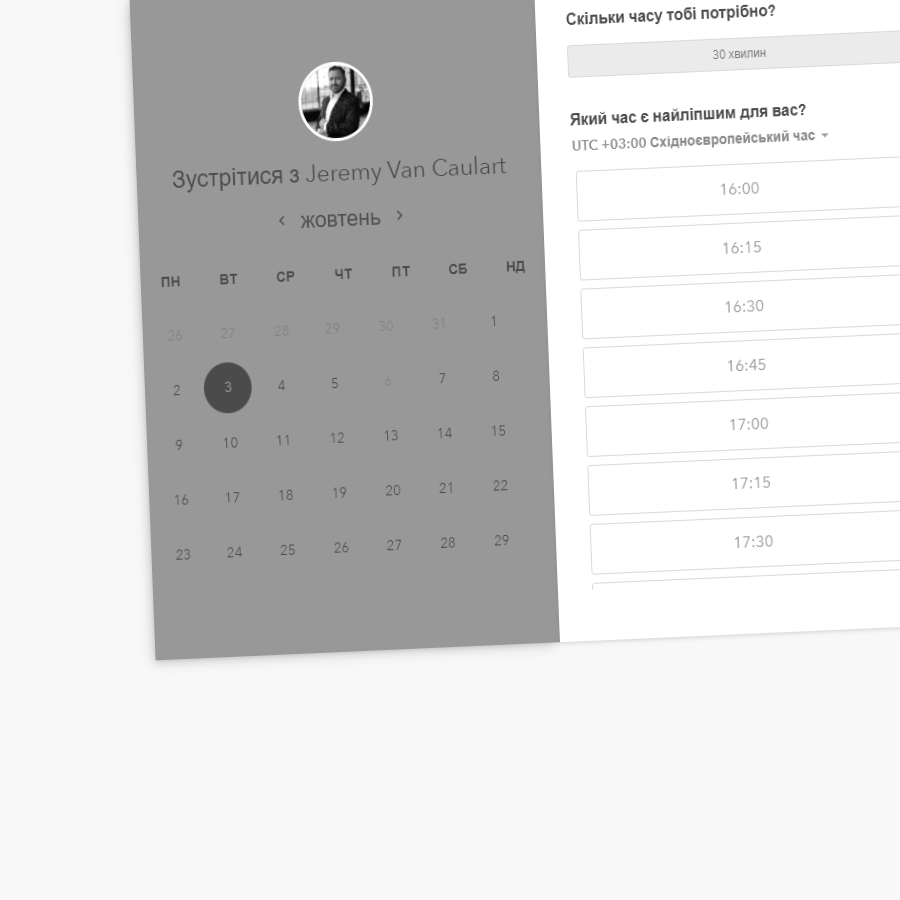 Зустрітися з Jeremy Van Caulart
‹ жовтень ›
ПН ВТ СР ЧТ ПТ СБ НД
26 27 28 29 30 31 1
2 3 4 5 6 7 8
9 10 11 12 13 14 15
16 17 18 19 20 21 22
23 24 25 26 27 28 29
Скільки часу тобі потрібно?
30 хвилин
Який час є найліпшим для вас?
UTC +03:00 Східноєвропейський час
16:00
16:15
16:30
16:45
17:00
17:15
17:30